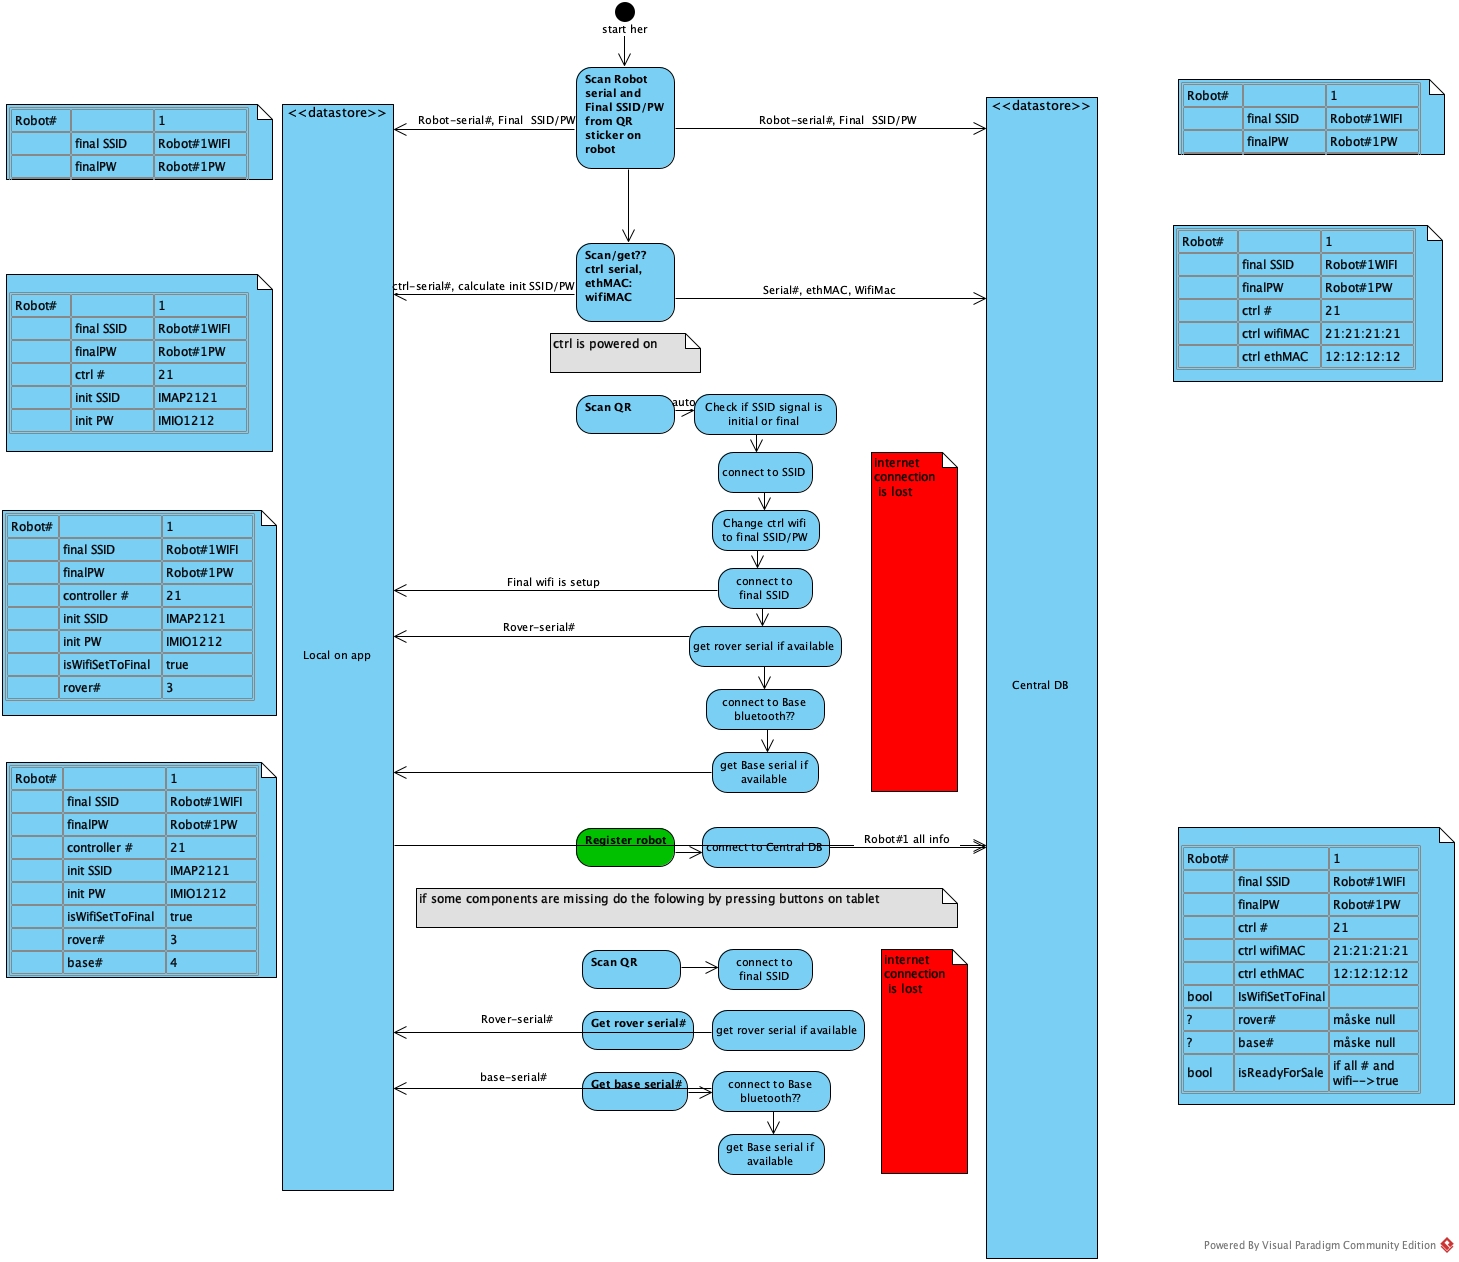 start her
Scan Robot
serial and
Final SSID/PW
from QR
sticker on
robot
Robot-serial#, Final  SSID/PW
Robot-serial#, Final  SSID/PW
<<datastore>>
Local on app
<<datastore>>
Central DB
Robot# 1
final SSID Robot#1WIFI
finalPW Robot#1PW
Robot# 1
final SSID Robot#1WIFI
finalPW Robot#1PW
Scan/get??
ctrl serial,
ethMAC:
wifiMAC
ctrl-serial#, calculate init SSID/PW
Serial#, ethMAC, WifiMac
Robot# 1
final SSID Robot#1WIFI
finalPW Robot#1PW
ctrl # 21
init SSID IMAP2121
init PW IMIO1212
Robot# 1
final SSID Robot#1WIFI
finalPW Robot#1PW
ctrl # 21
ctrl wifiMAC 21:21:21:21
ctrl ethMAC 12:12:12:12
ctrl is powered on
Scan QR
auto
Check if SSID signal is
initial or final
connect to SSID
Change ctrl wifi
to final SSID/PW
connect to
final SSID
Final wifi is setup
get rover serial if available
Rover-serial#
connect to Base
bluetooth??
get Base serial if
available
internet
connection
is lost
Robot# 1
final SSID Robot#1WIFI
finalPW Robot#1PW
controller # 21
init SSID IMAP2121
init PW IMIO1212
isWifiSetToFinal true
rover# 3
Robot# 1
final SSID Robot#1WIFI
finalPW Robot#1PW
controller # 21
init SSID IMAP2121
init PW IMIO1212
isWifiSetToFinal true
rover# 3
base# 4
Register robot
connect to Central DB
Robot#1 all info
if some components are missing do the folowing by pressing buttons on tablet
Scan QR
connect to
final SSID
Rover-serial#
Get rover serial#
get rover serial if available
base-serial#
Get base serial#
connect to Base
bluetooth??
get Base serial if
available
internet
connection
is lost
Robot# 1
final SSID Robot#1WIFI
finalPW Robot#1PW
ctrl # 21
ctrl wifiMAC 21:21:21:21
ctrl ethMAC 12:12:12:12
bool IsWifiSetToFinal
? rover# måske null
? base# måske null
bool isReadyForSale if all # and
wifi-->true
Powered By Visual Paradigm Community Edition